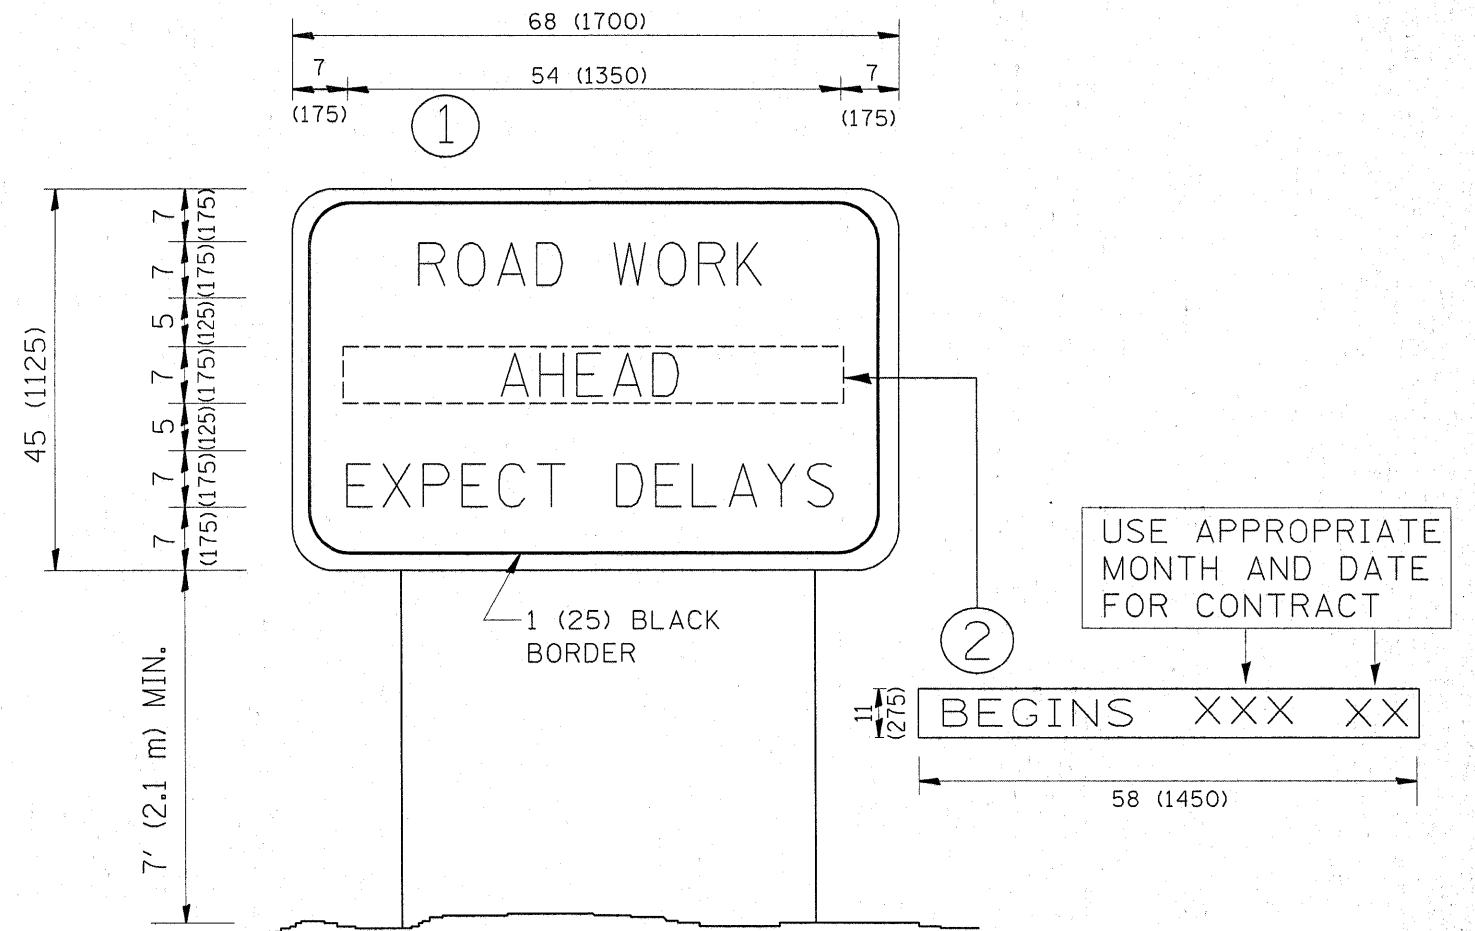 68 (1700)
7
54 (1350)
7
(175)
(175)
1
7
(175)
7
(175)
5
(125)
7
(175)
5
(125)
7
(175)
7
(175)
45 (1125)
ROAD WORK
AHEAD
EXPECT DELAYS
1 (25) BLACK
BORDER
7' (2.1 m) MIN.
2
USE APPROPRIATE
MONTH AND DATE
FOR CONTRACT
11
(275)
BEGINS XXX XX
58 (1450)